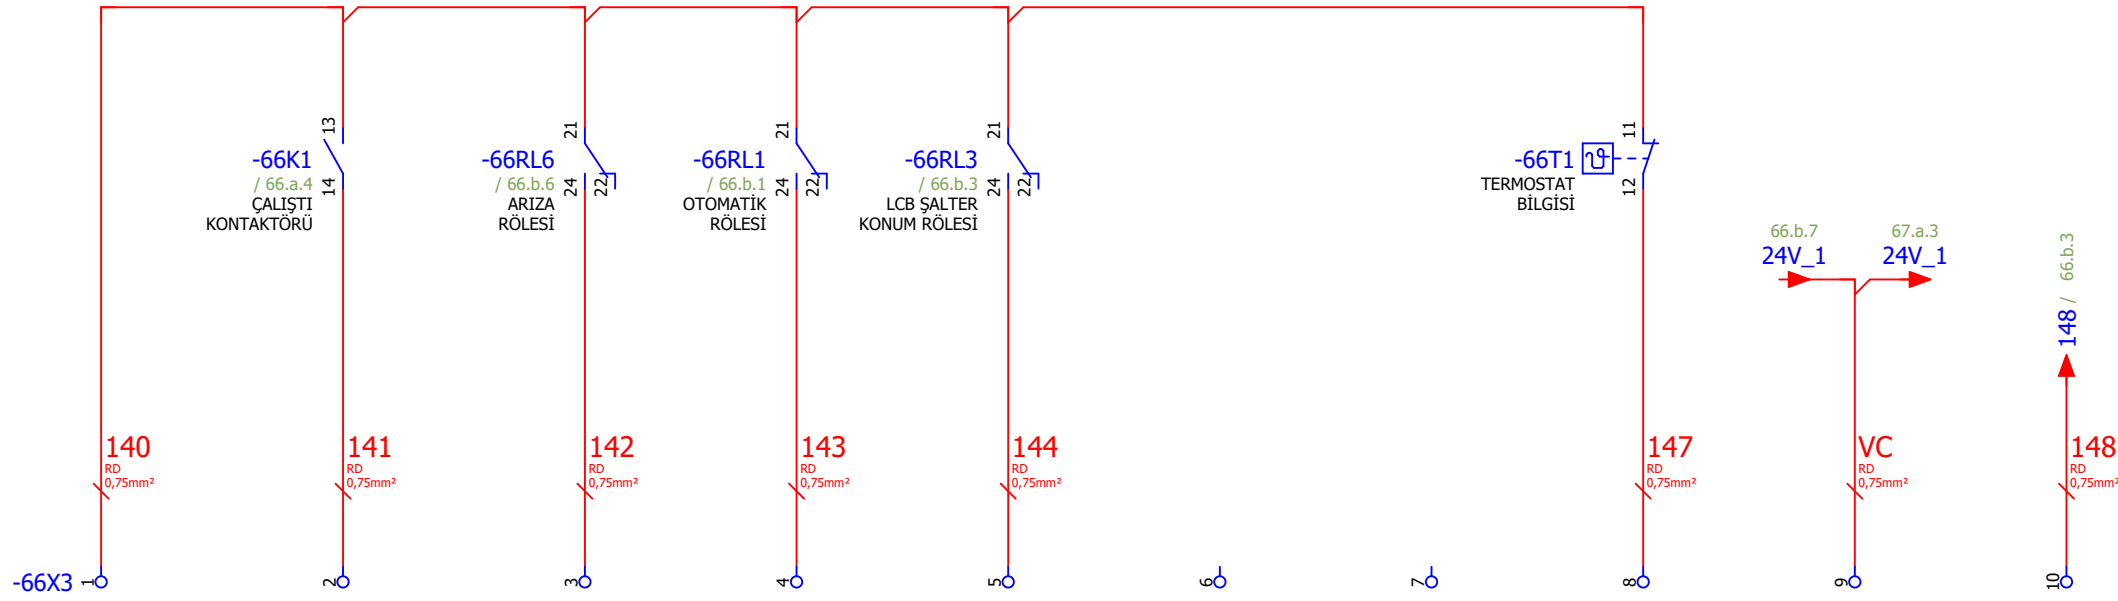 13
-66K1
/ 66.a.4
14
ÇALIŞTI
KONTAKTÖRÜ
21
-66RL6
/ 66.b.6
24
22
ARIZA
RÖLESİ
21
-66RL1
/ 66.b.1
24
22
OTOMATİK
RÖLESİ
21
-66RL3
/ 66.b.3
24
22
LCB ŞALTER
KONUM RÖLESİ
11
-66T1
12
TERMOSTAT
BİLGİSİ
66.b.7
24V_1
67.a.3
24V_1
148 / 66.b.3
140
RD
0,75mm²
141
RD
0,75mm²
142
RD
0,75mm²
143
RD
0,75mm²
144
RD
0,75mm²
147
RD
0,75mm²
VC
RD
0,75mm²
148
RD
0,75mm²
-66X3
1
2
3
4
5
6
7
8
9
10